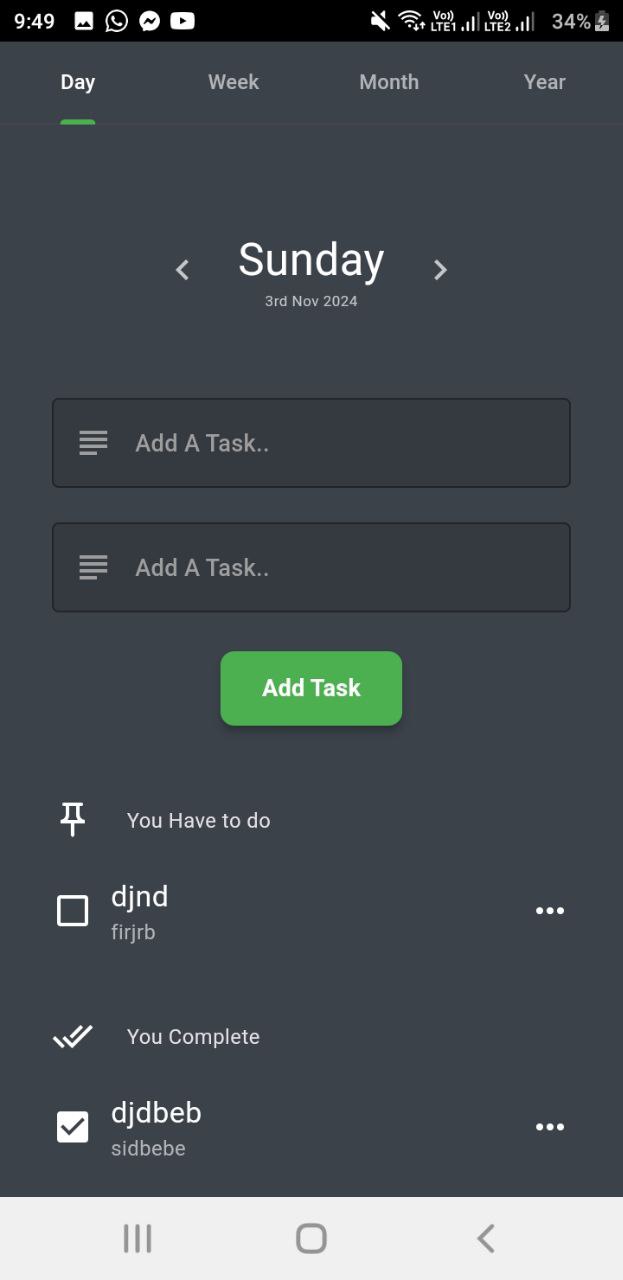 9:49 Vo)) LTE1 Vo)) LTE2 34%
Day Week Month Year
Sunday
3rd Nov 2024
Add A Task..
Add A Task..
Add Task
You Have to do
djnd
firjrb
You Complete
djdbeb
sidbebe